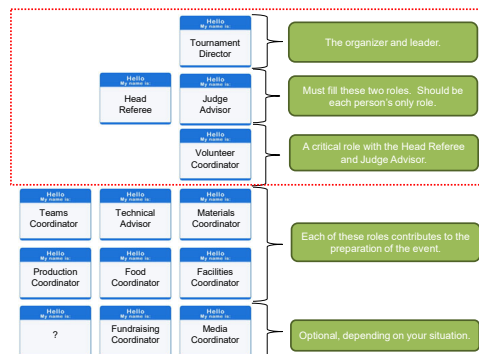 Hello
My name is:
Tournament
Director
The organizer and leader.
Hello
My name is:
Head
Referee
Hello
My name is:
Judge
Advisor
Must fill these two roles.  Should be
each person's only role.
Hello
My name is:
Volunteer
Coordinator
A critical role with the Head Referee
and Judge Advisor.
Hello
My name is:
Teams
Coordinator
Hello
My name is:
Technical
Advisor
Hello
My name is:
Materials
Coordinator
Each of these roles contributes to the
preparation of the event.
Hello
My name is:
Production
Coordinator
Hello
My name is:
Food
Coordinator
Hello
My name is:
Facilities
Coordinator
Hello
My name is:
?
Hello
My name is:
Fundraising
Coordinator
Hello
My name is:
Media
Coordinator
Optional, depending on your situation.